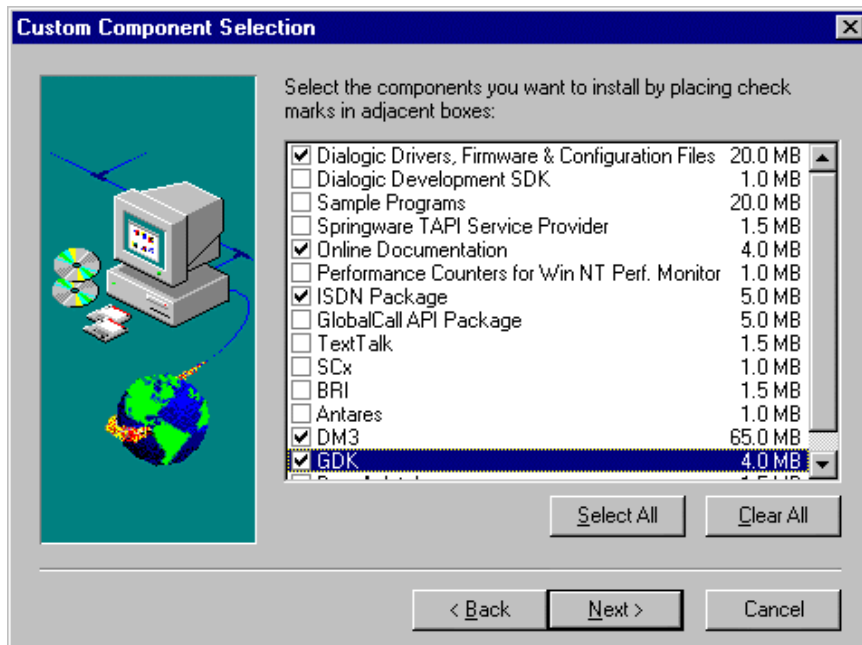 Custom Component Selection
Select the components you want to install by placing check
marks in adjacent boxes:
Dialogic Drivers, Firmware & Configuration Files 20.0 MB
Dialogic Development SDK 1.0 MB
Sample Programs 20.0 MB
Springware TAPI Service Provider 1.5 MB
Online Documentation 4.0 MB
Performance Counters for Win NT Perf. Monitor 1.0 MB
ISDN Package 5.0 MB
GlobalCall API Package 5.0 MB
TextTalk 1.5 MB
SCx 1.0 MB
BRI 1.5 MB
Antares 1.0 MB
DM3 65.0 MB
GDK 4.0 MB
Select All Clear All
< Back Next > Cancel